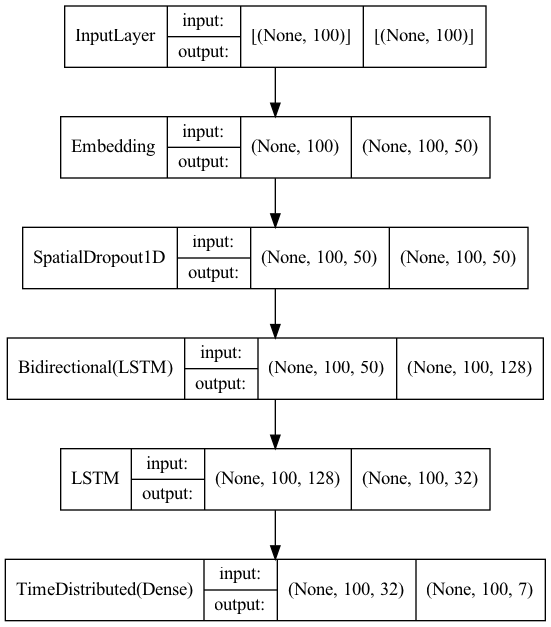 InputLayer
input:
output:
[(None, 100)]
[(None, 100)]
Embedding
input:
output:
(None, 100)
(None, 100, 50)
SpatialDropout1D
input:
output:
(None, 100, 50)
(None, 100, 50)
Bidirectional(LSTM)
input:
output:
(None, 100, 50)
(None, 100, 128)
LSTM
input:
output:
(None, 100, 128)
(None, 100, 32)
TimeDistributed(Dense)
input:
output:
(None, 100, 32)
(None, 100, 7)